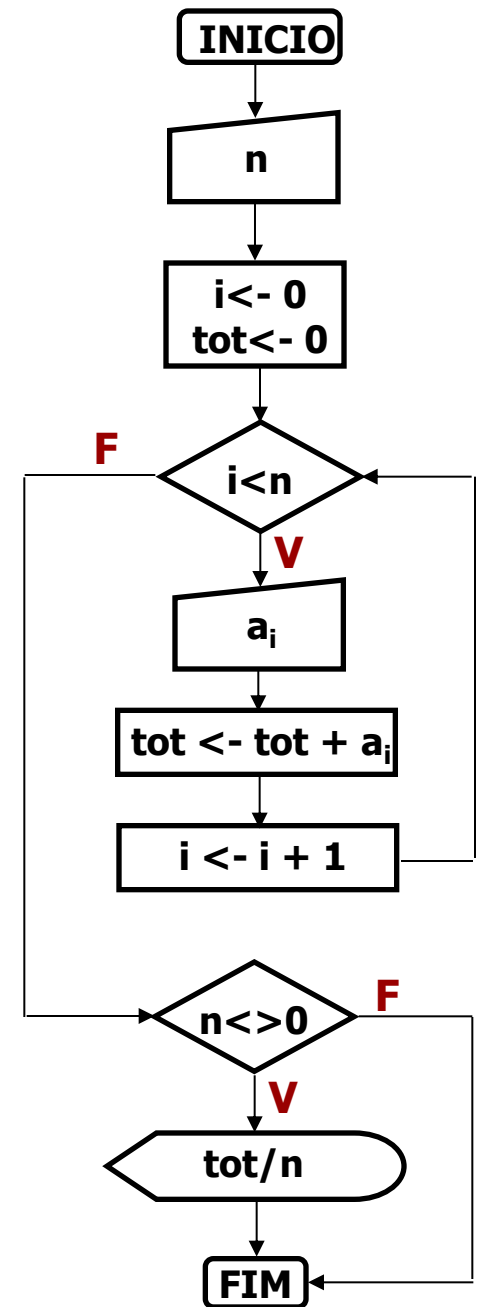 INICIO
n
i<- 0
tot<- 0
F
i<n
V
aᵢ
tot <- tot + aᵢ
i <- i + 1
F
n<>0
V
tot/n
FIM